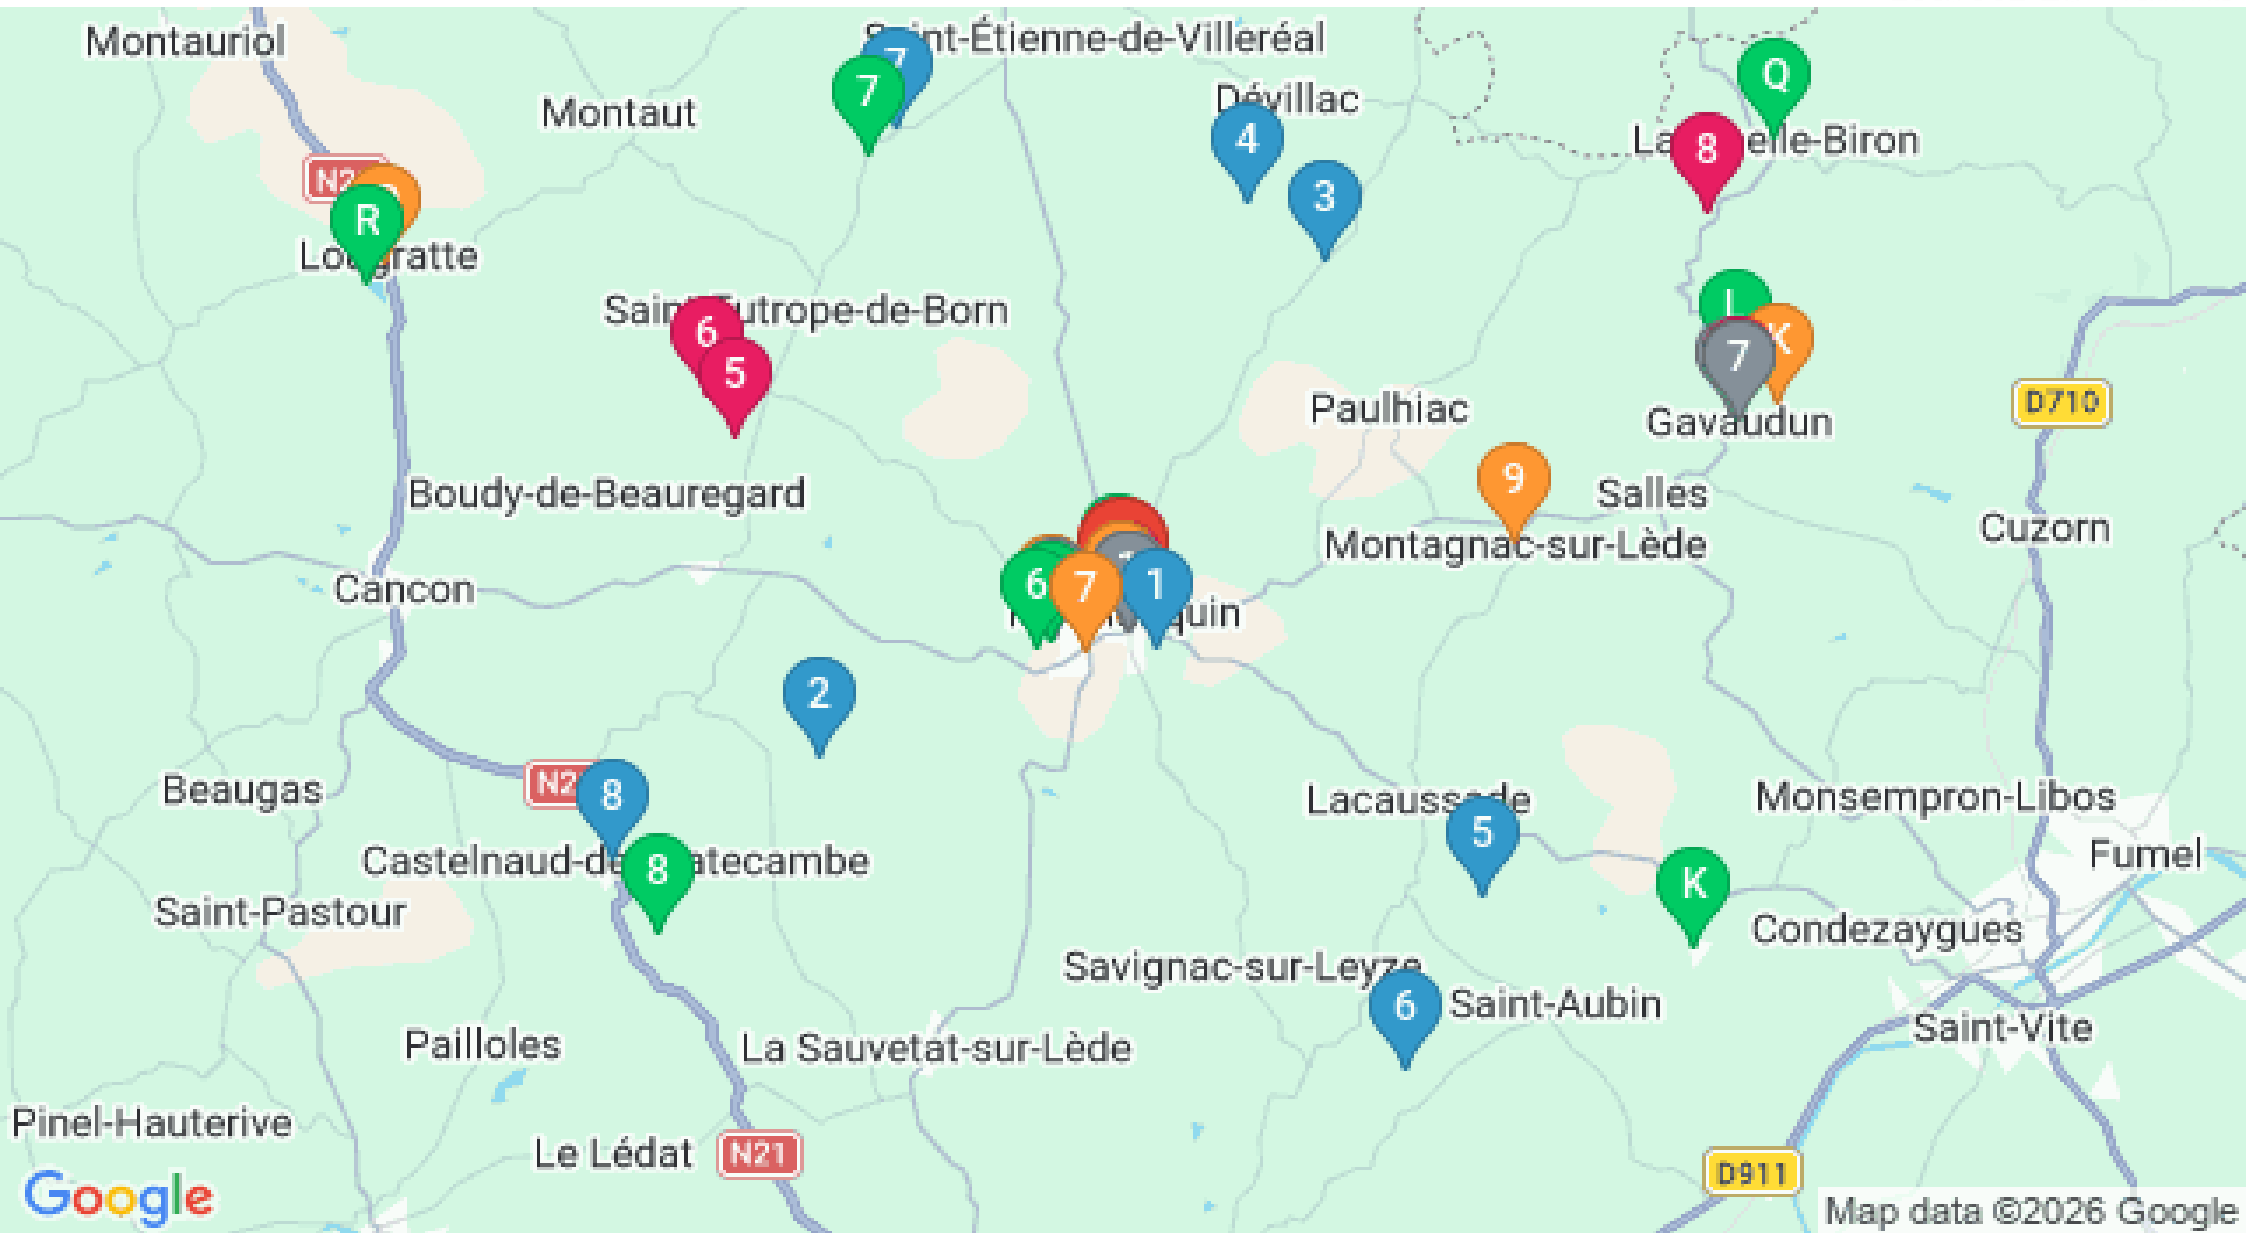 Montauriol
Saint-Étienne-de-Villeréal
7
7
Q
Montaut
Dévillac
4
8
N21
3
R
Lougratte
L
Saint-Eutrope-de-Born
6
K
7
5
Paulhiac
Gavaudun
D710
9
Boudy-de-Beauregard
Salles
Cuzorn
Montagnac-sur-Lède
Cancon
6
7
1
2
Beaugas
N21
8
Lacaussade
Monsempron-Libos
5
Fumel
Castelnaud-de-Gratecambe
8
K
Saint-Pastour
Condezaygues
Savignac-sur-Leyze
6
Saint-Aubin
Saint-Vite
Pailloles
La Sauvetat-sur-Lède
Pinel-Hauterive
Le Lédat
N21
D911
Google
Map data ©2026 Google